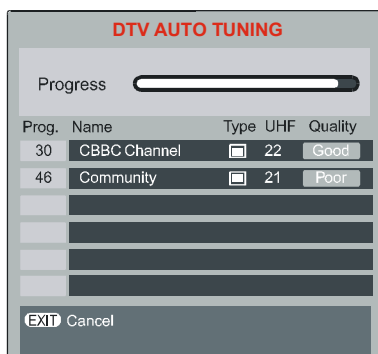 DTV AUTO TUNING
Progress
Prog. Name Type UHF Quality
30 CBBC Channel 22 Good
46 Community 21 Poor
EXIT Cancel